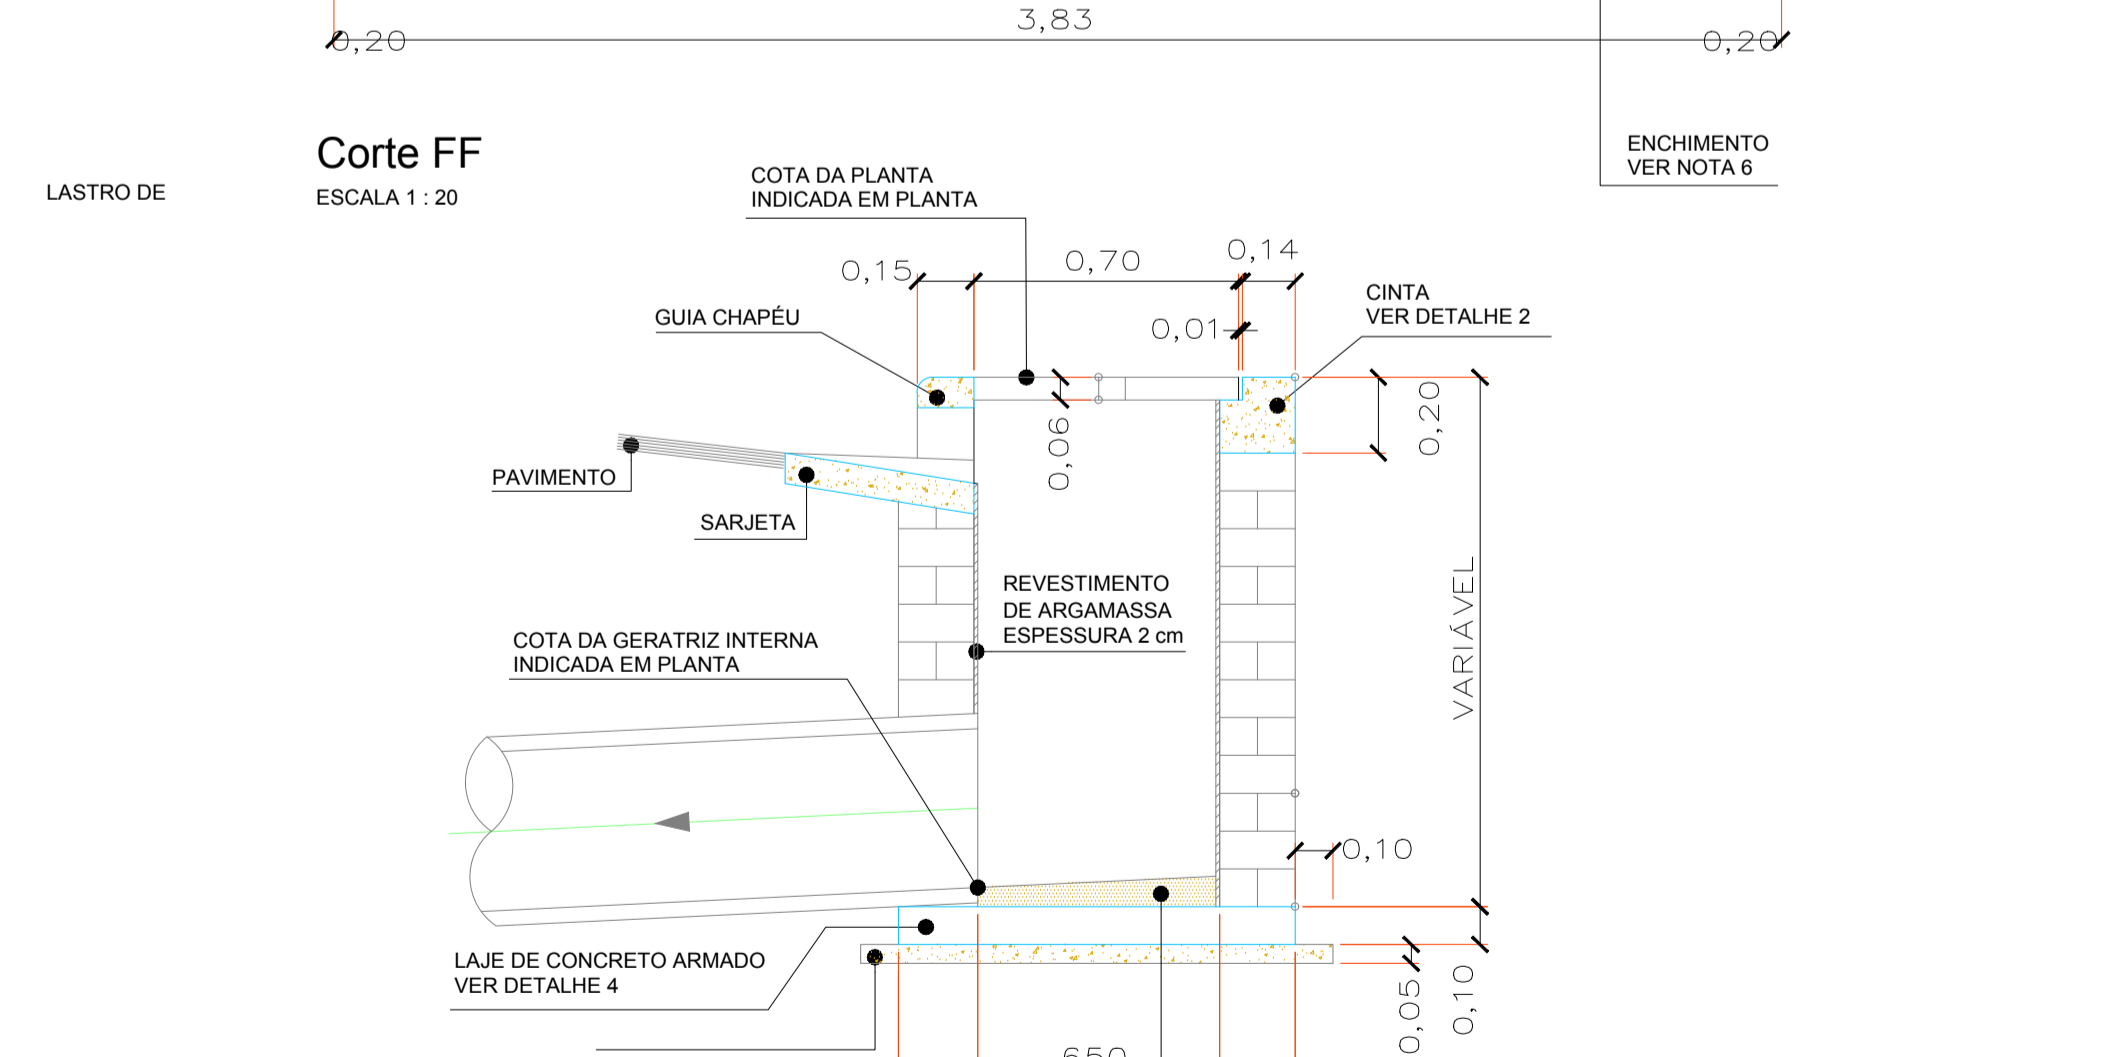 3,83
0,20
0,20
Corte FF
ESCALA 1 : 20
LASTRO DE
ENCHIMENTO
VER NOTA 6
COTA DA PLANTA
INDICADA EM PLANTA
0,15
0,70
0,14
0,01
GUIA CHAPÉU
CINTA
VER DETALHE 2
0,06
0,20
PAVIMENTO
SARJETA
REVESTIMENTO
DE ARGAMASSA
ESPESSURA 2 cm
VARIÁVEL
COTA DA GERATRIZ INTERNA
INDICADA EM PLANTA
0,10
LAJE DE CONCRETO ARMADO
VER DETALHE 4
0,05
0,10
650